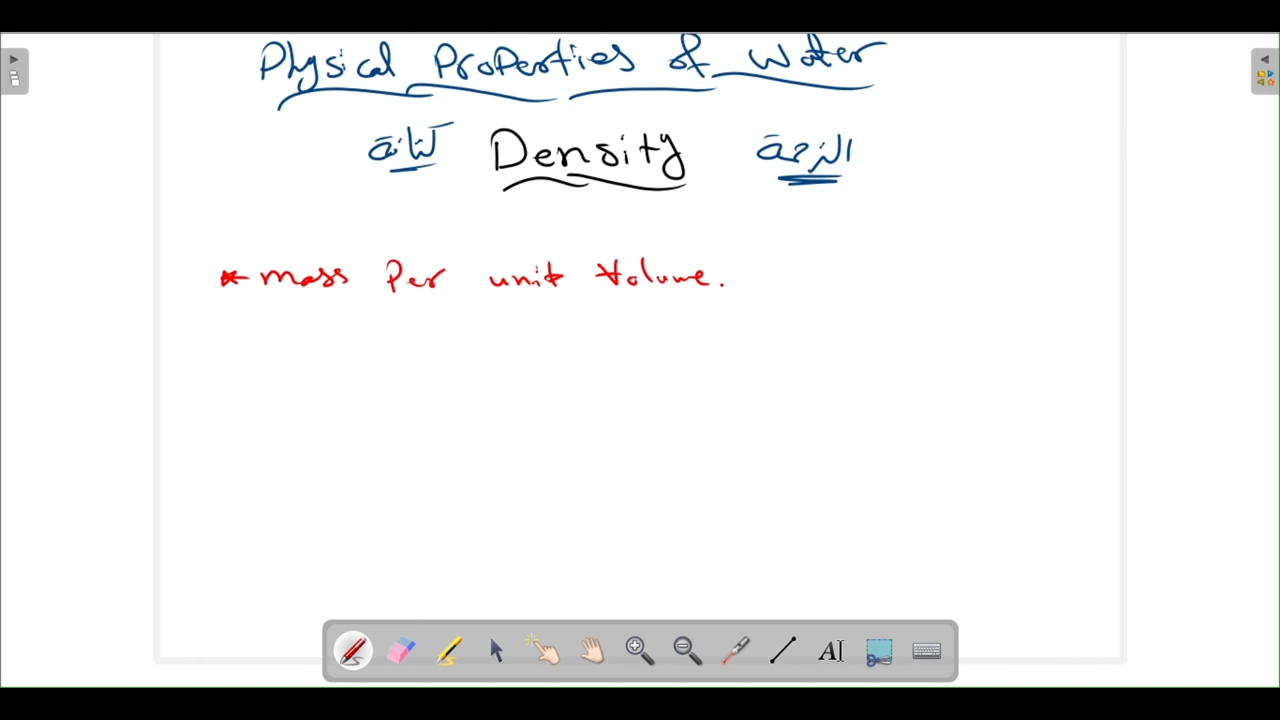 Physical Properties of Water
كثافة Density الزحمة
* mass Per unit Volume.